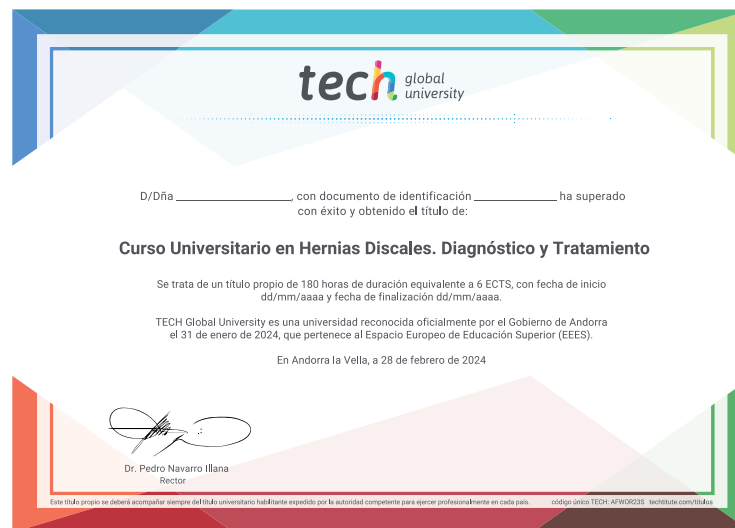 tech global university
D/Dña ________________, con documento de identificación ____________ ha superado
con éxito y obtenido el título de:
Curso Universitario en Hernias Discales. Diagnóstico y Tratamiento
Se trata de un título propio de 180 horas de duración equivalente a 6 ECTS, con fecha de inicio
dd/mm/aaaa y fecha de finalización dd/mm/aaaa.
TECH Global University es una universidad reconocida oficialmente por el Gobierno de Andorra
el 31 de enero de 2024, que pertenece al Espacio Europeo de Educación Superior (EEES).
En Andorra la Vella, a 28 de febrero de 2024
Dr. Pedro Navarro Illana
Rector
Este título propio se deberá acompañar siempre del título universitario habilitante expedido por la autoridad competente para ejercer profesionalmente en cada país. código único TECH: AFWOR23S techtitute.com/titulos